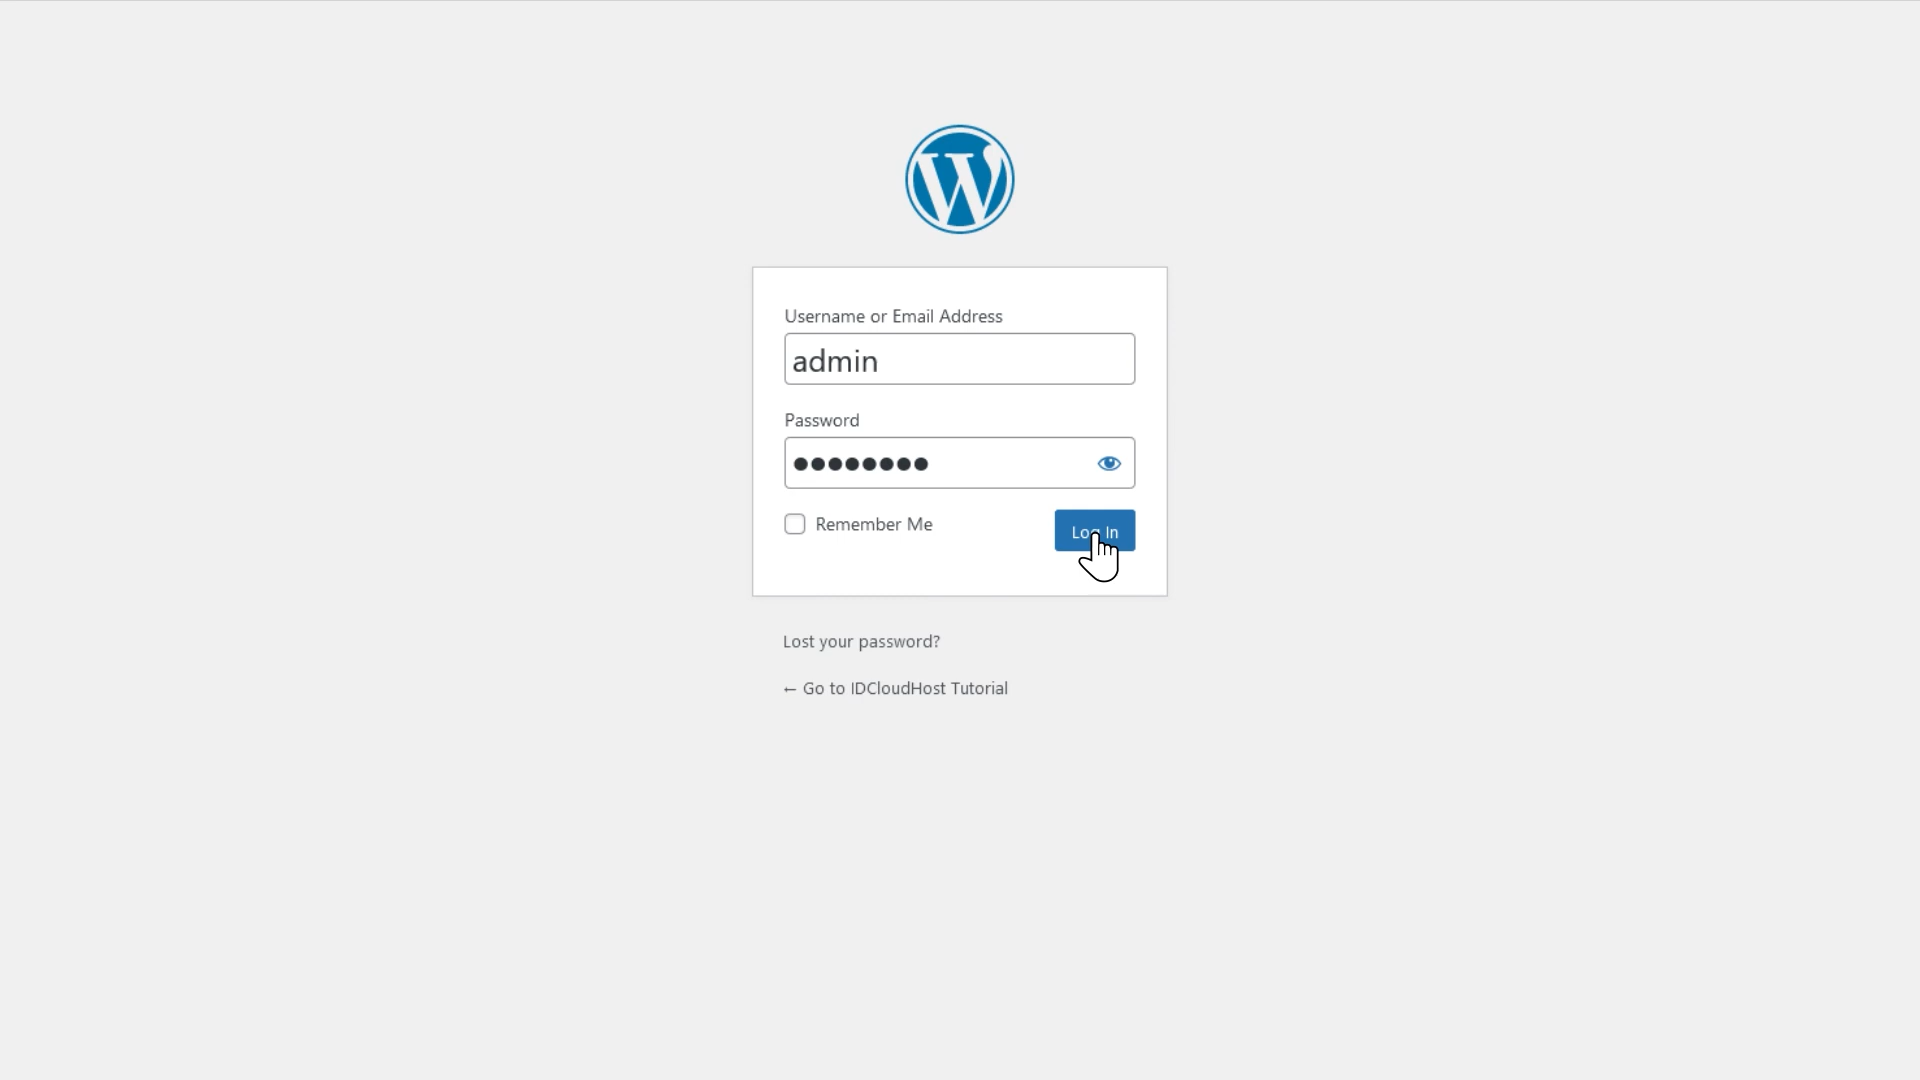 Username or Email Address
admin
Password
Remember Me
Log In
Lost your password?
← Go to IDCloudHost Tutorial